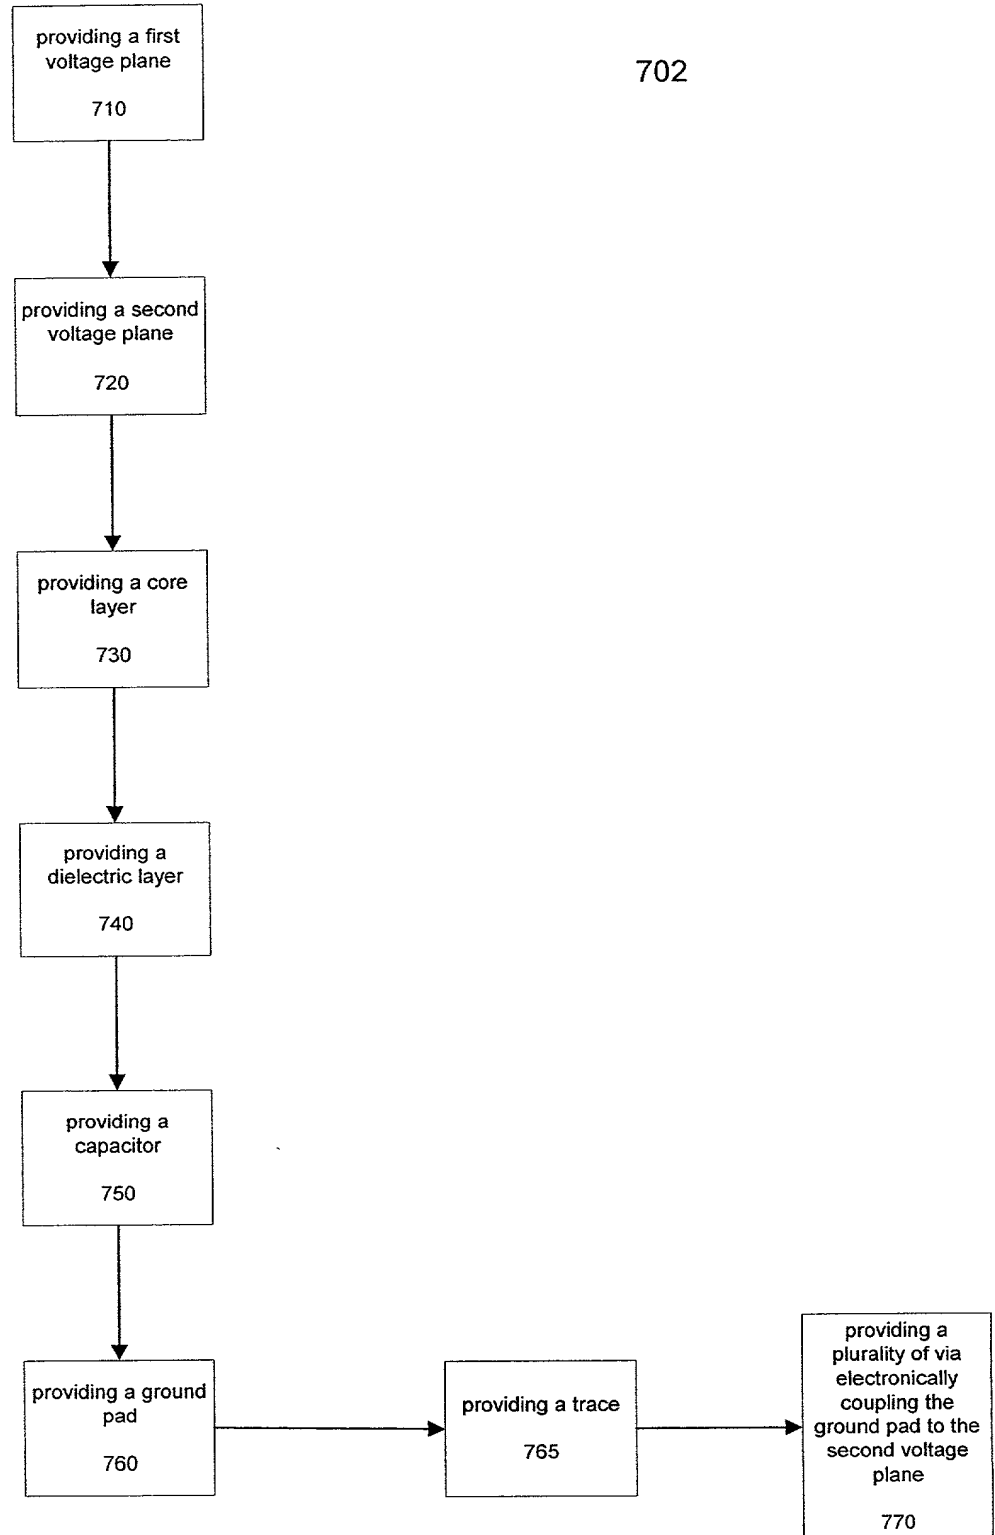 providing a first
voltage plane
710
702
providing a second
voltage plane
720
providing a core
layer
730
providing a
dielectric layer
740
providing a
capacitor
750
providing a ground
pad
760
providing a trace
765
providing a
plurality of via
electronically
coupling the
ground pad to the
second voltage
plane
770